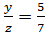 y/z = 5/7